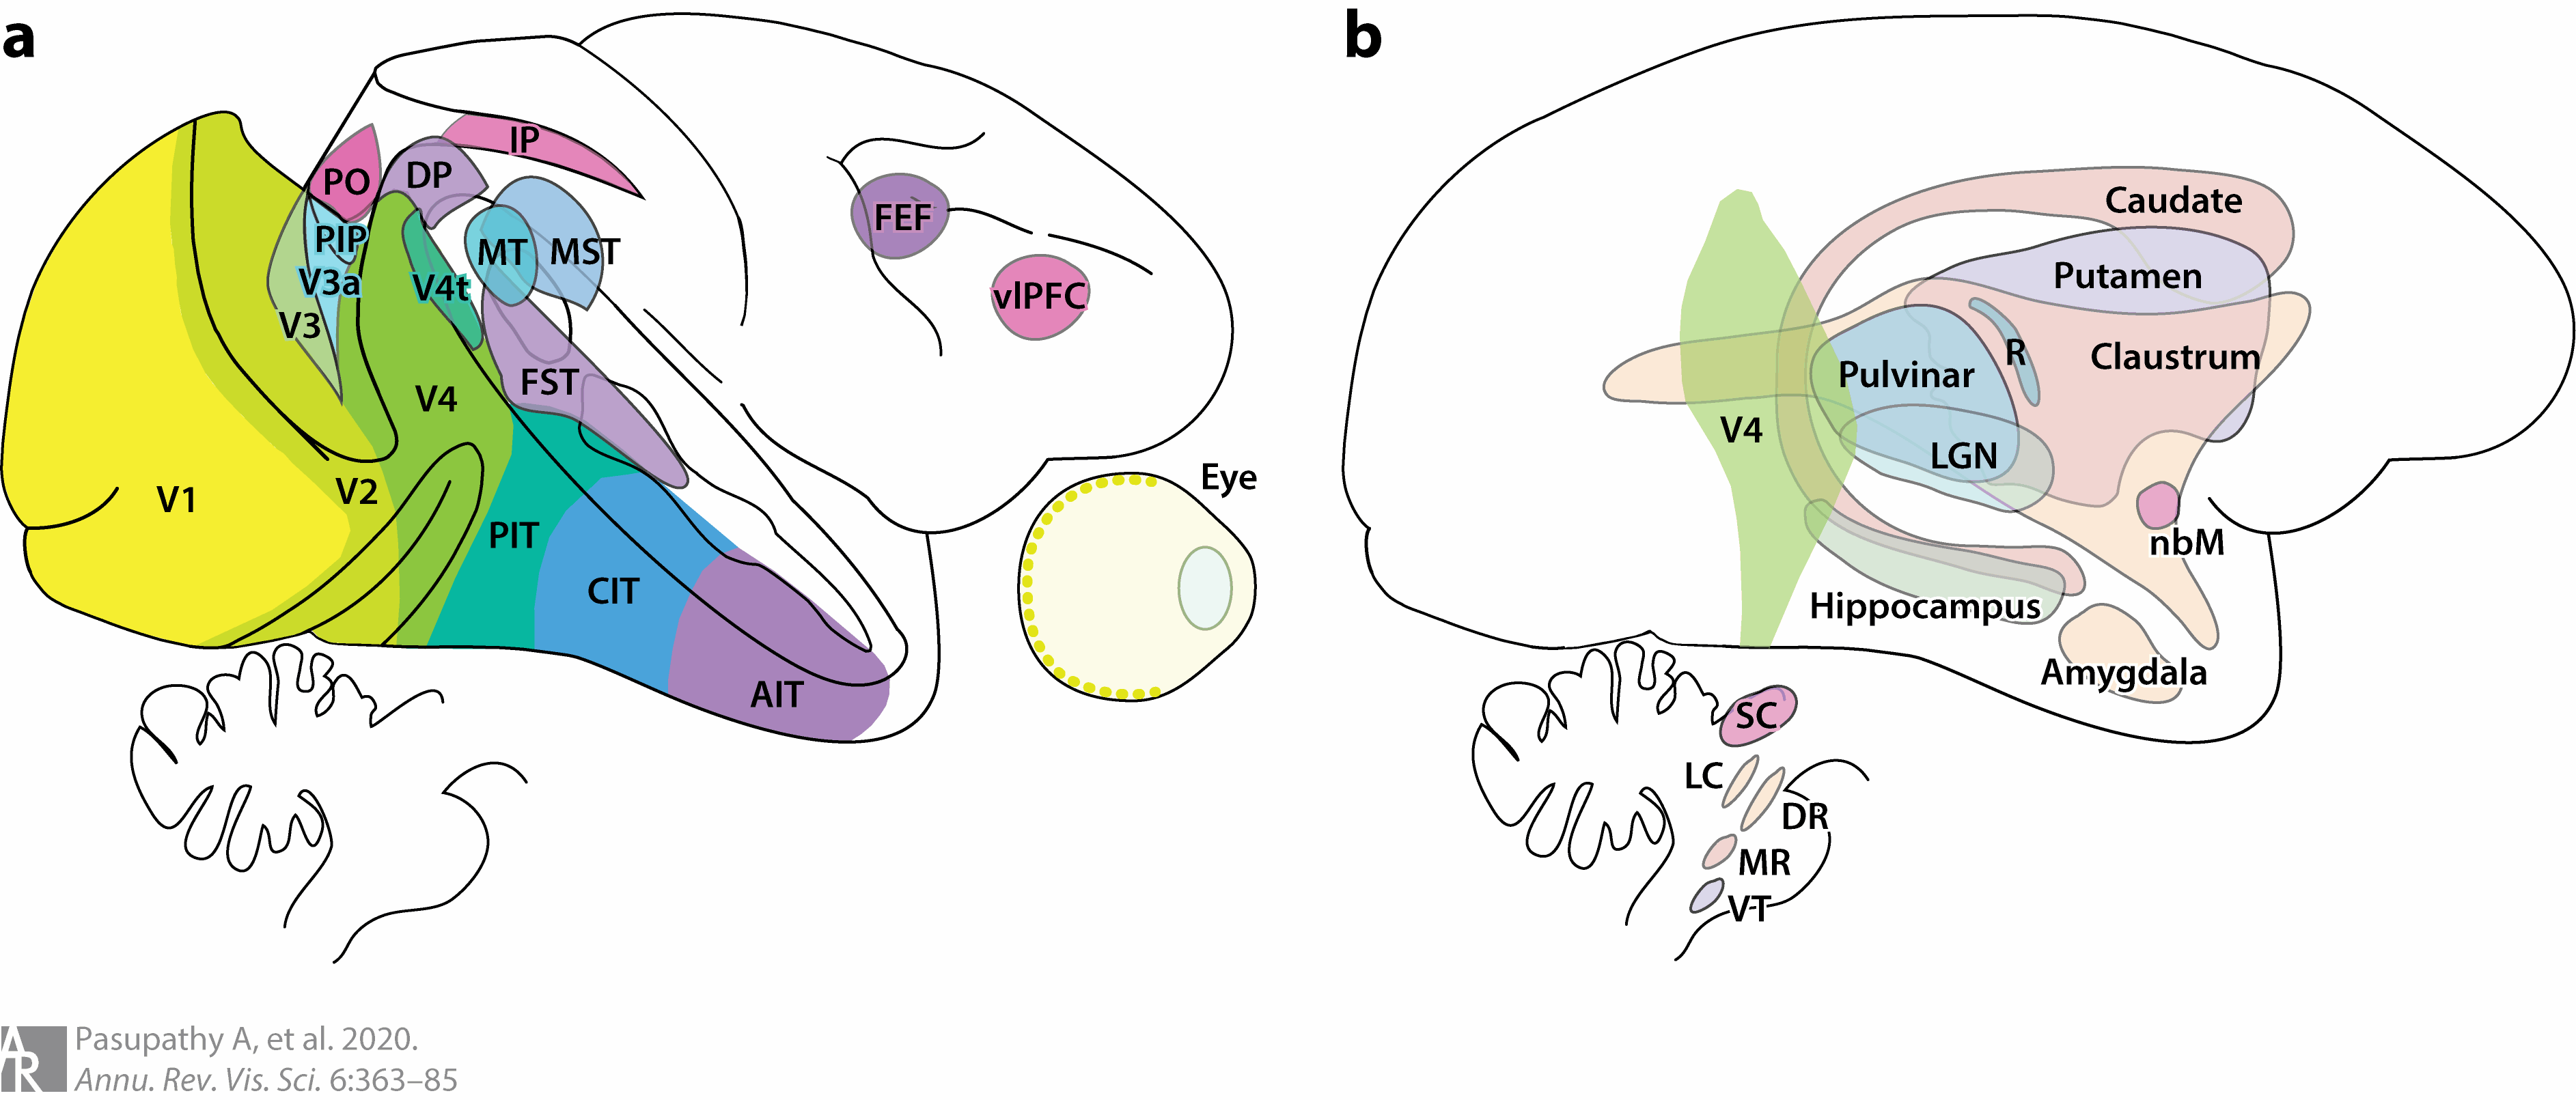 a
IP
PO
DP
PIP
MT
MST
FEF
V3a
V4t
vlPFC
V3
FST
V4
V1
V2
PIT
CIT
AIT
Eye
b
Caudate
Putamen
R
Claustrum
Pulvinar
V4
LGN
nbM
Hippocampus
Amygdala
SC
LC
DR
MR
VT
AR
Pasupathy A, et al. 2020.
Annu. Rev. Vis. Sci. 6:363–85